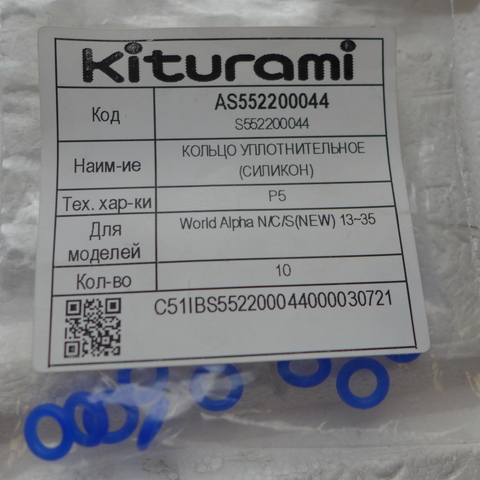 Kiturami
Код
AS552200044
S552200044
Наим-ие
КОЛЬЦО УПЛОТНИТЕЛЬНОЕ
(СИЛИКОН)
Тех. хар-ки
P5
Для
моделей
World Alpha N/C/S(NEW) 13~35
Кол-во
10
C51IBS552200044000030721